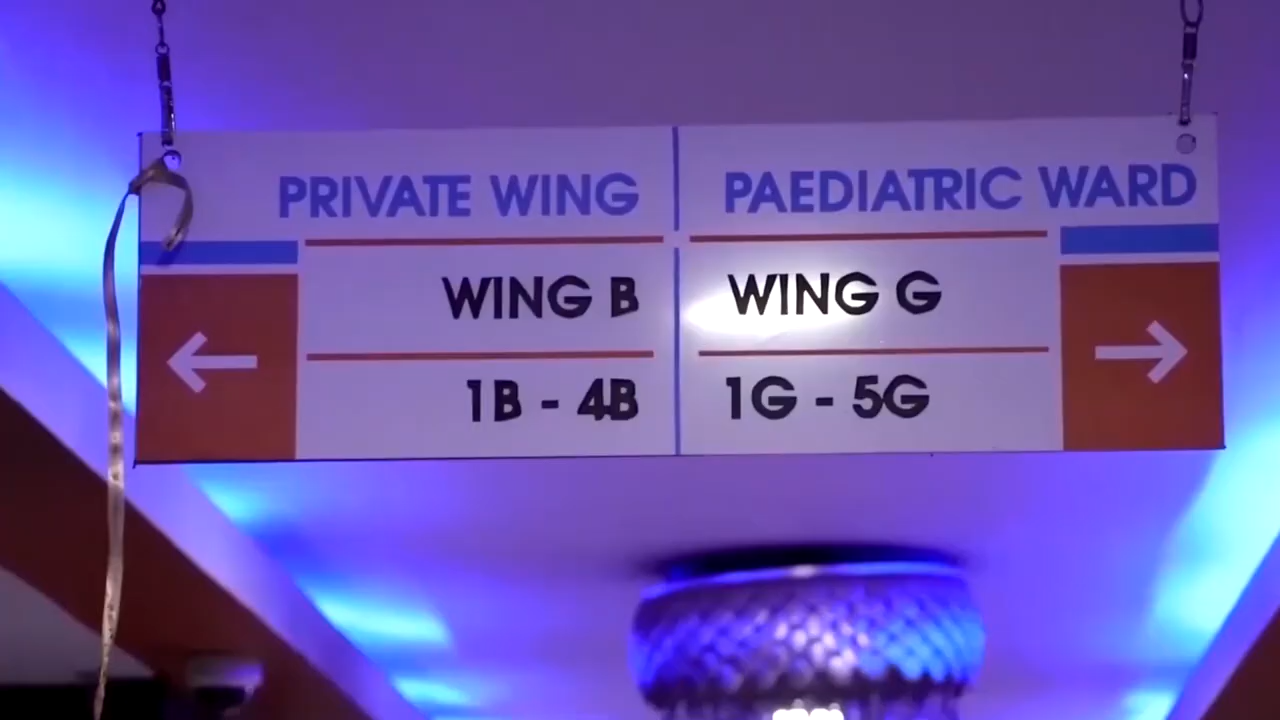 PRIVATE WING
WING B
1B - 4B
PAEDIATRIC WARD
WING G
1G - 5G